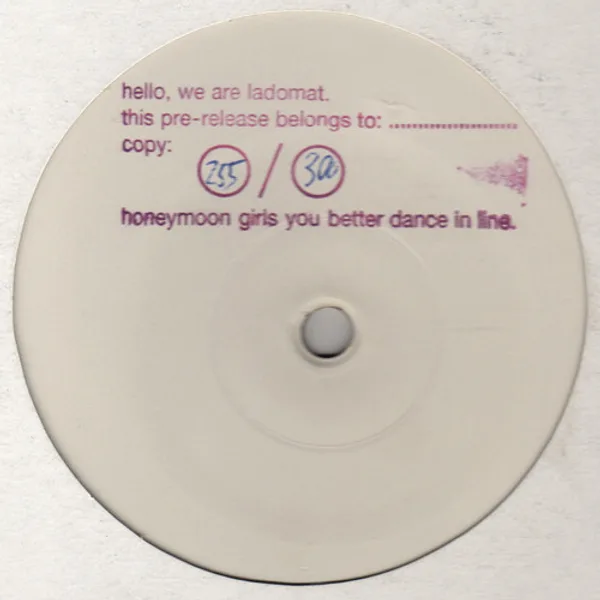 hello, we are ladomat.
this pre-release belongs to: ........................
copy:
255 / 300
honeymoon girls you better dance in line.